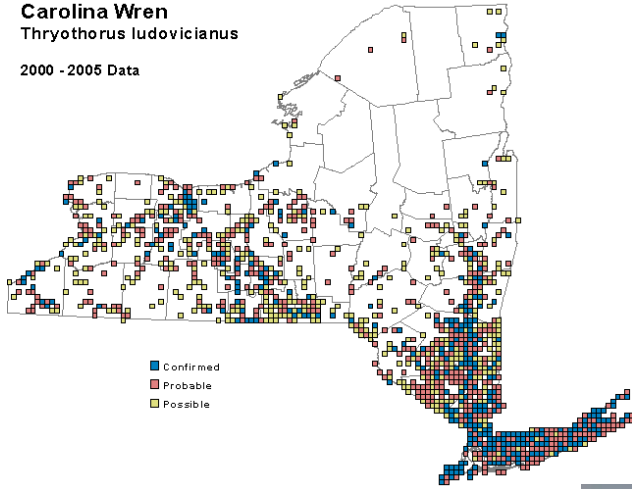 Carolina Wren
Thryothorus ludovicianus
2000 - 2005 Data
Confirmed
Probable
Possible